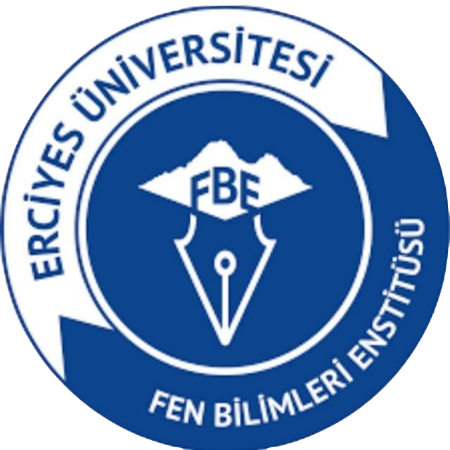 ERCİYES ÜNİVERSİTESİ
FBE
FEN BİLİMLERİ ENSTİTÜSÜ